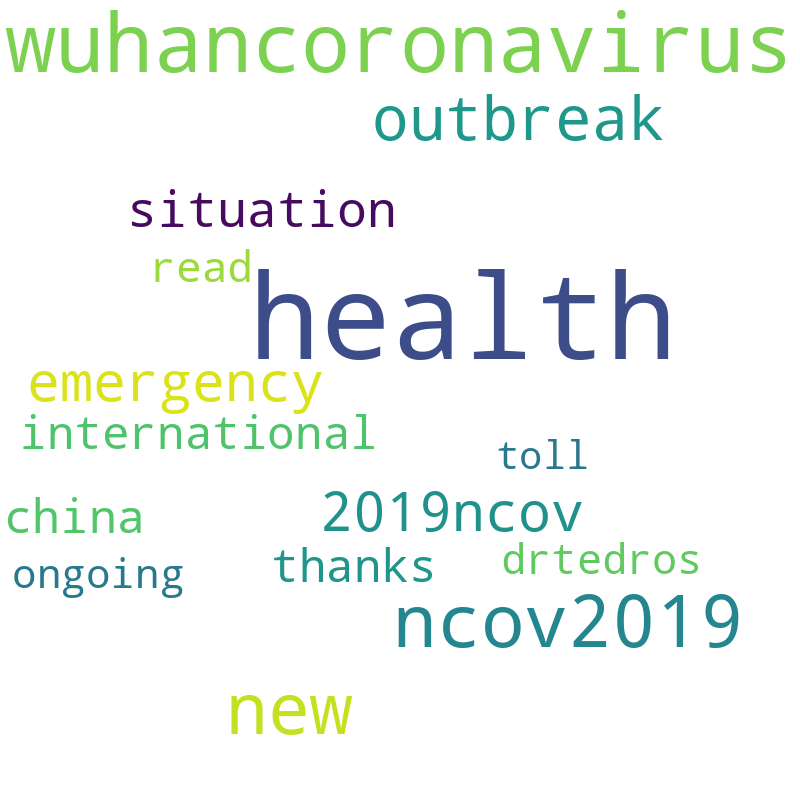 wuhancoronavirus
outbreak
situation
read
health
emergency
international
toll
china
2019ncov
ongoing
thanks
drtedros
ncov2019
new